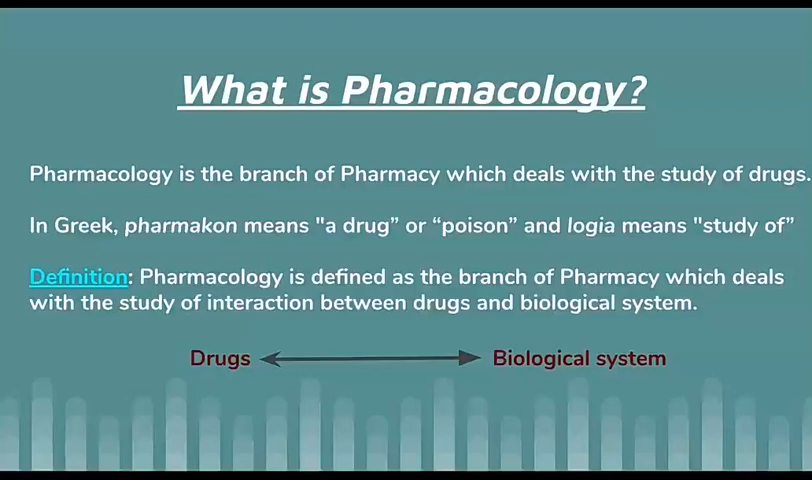 What is Pharmacology?
Pharmacology is the branch of Pharmacy which deals with the study of drugs.
In Greek, pharmakon means "a drug” or “poison” and logia means "study of”
Definition: Pharmacology is defined as the branch of Pharmacy which deals
with the study of interaction between drugs and biological system.
Drugs Biological system